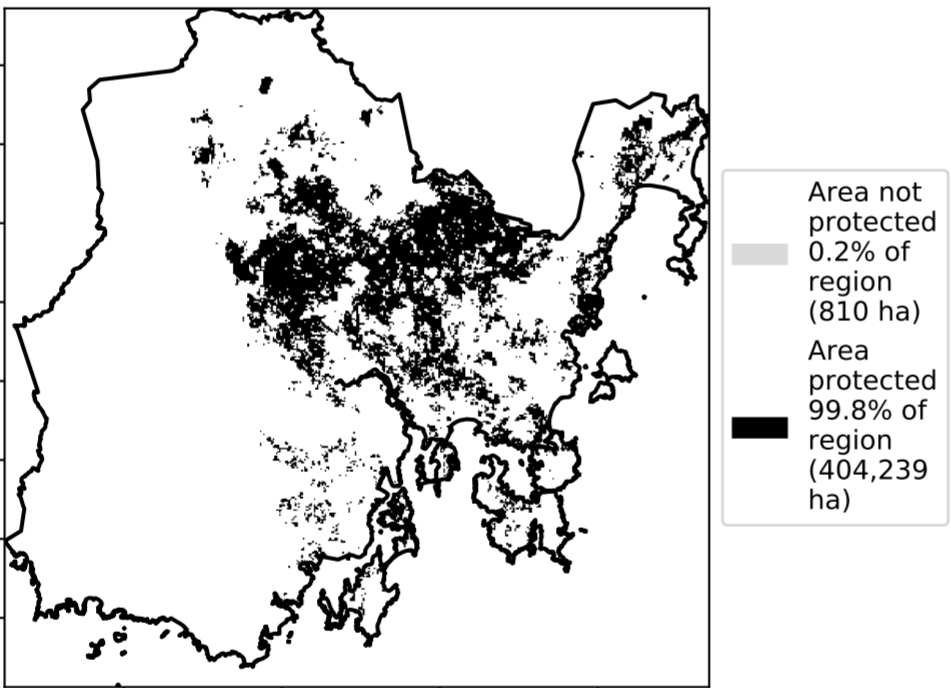 Area not
protected
0.2% of
region
(810 ha)
Area
protected
99.8% of
region
(404,239
ha)